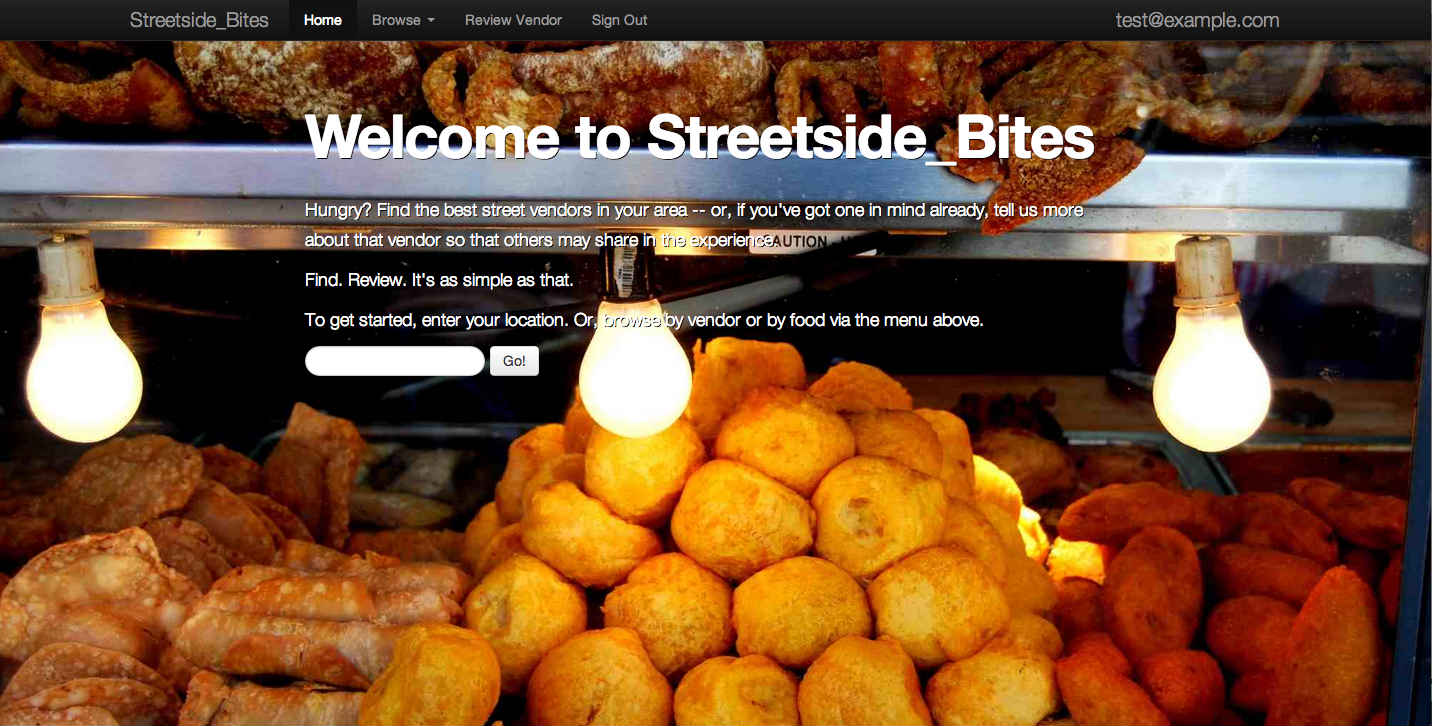 Streetside_Bites Home Browse Review Vendor Sign Out test@example.com
Welcome to Streetside_Bites
Hungry? Find the best street vendors in your area -- or, if you've got one in mind already, tell us more
about that vendor so that others may share in the experience.
CAUTION
Find. Review. It's as simple as that.
To get started, enter your location. Or, browse by vendor or by food via the menu above.
Go!